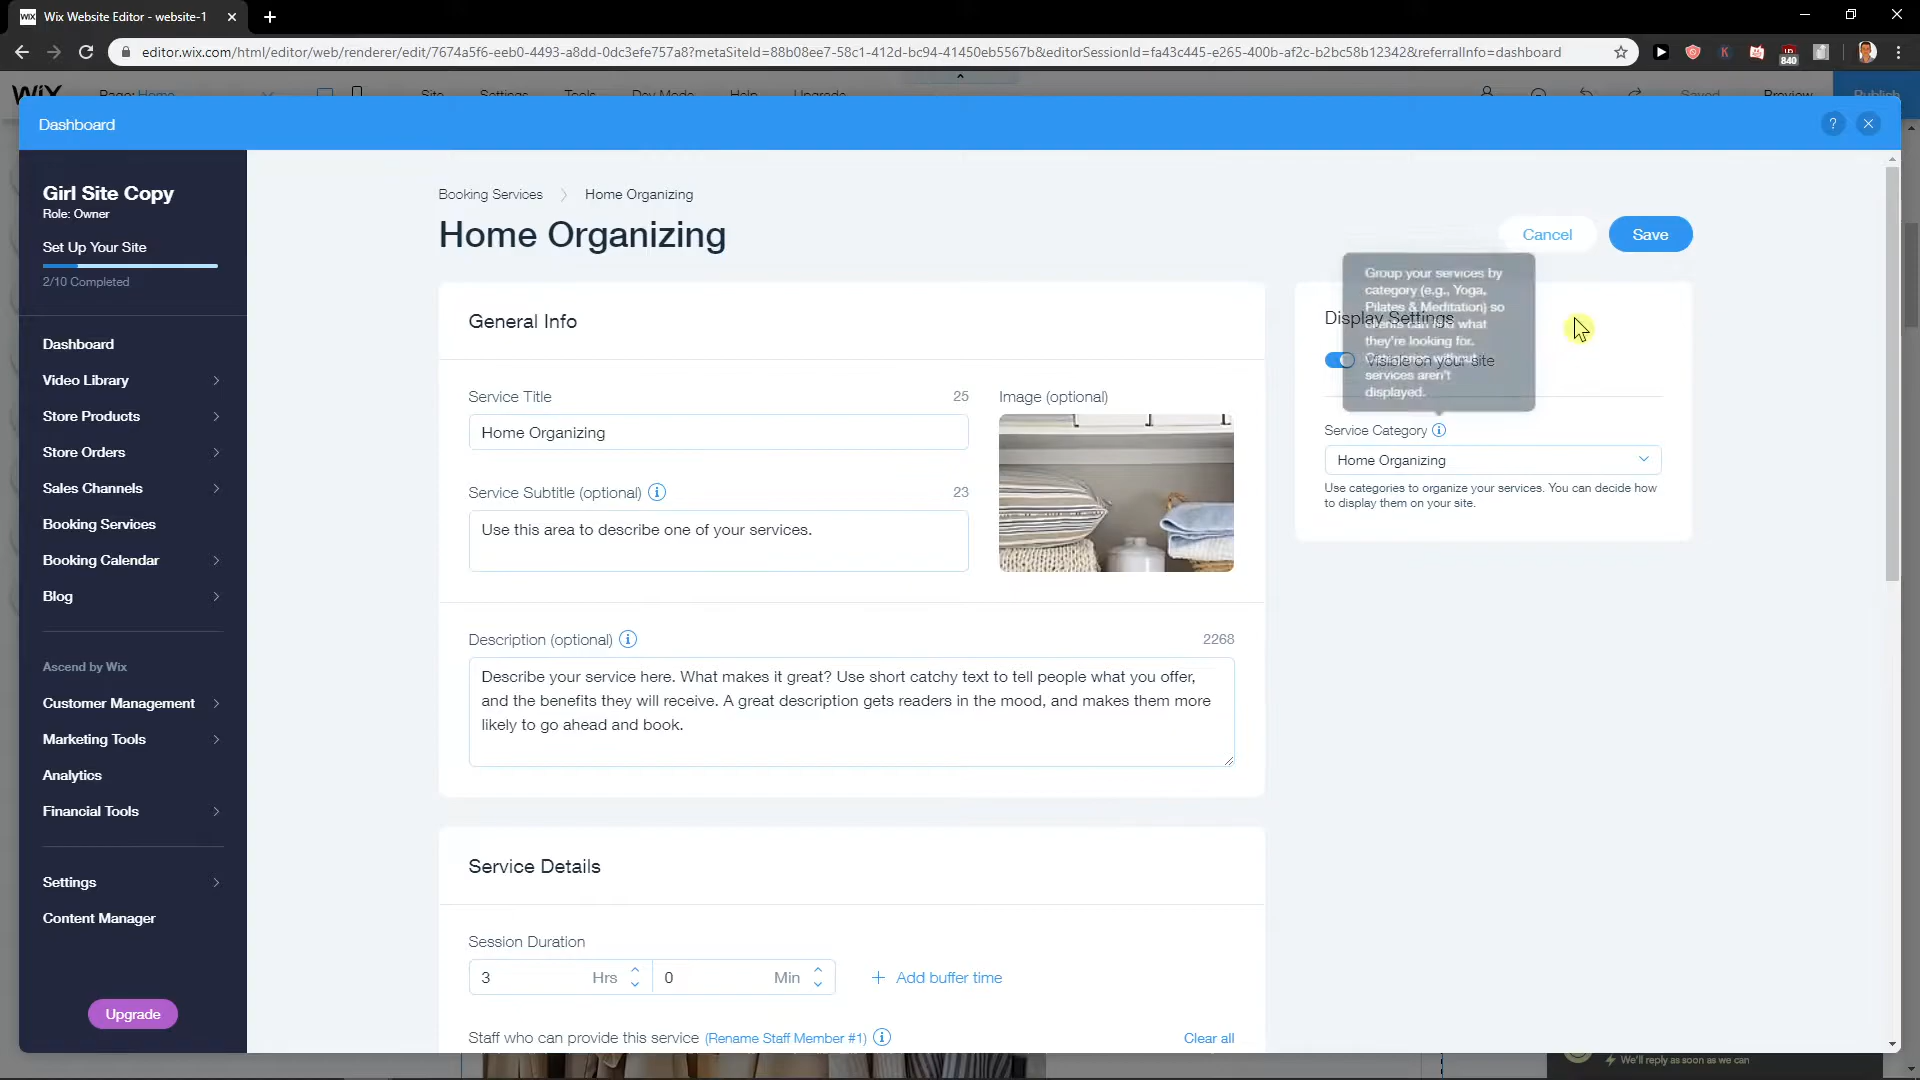 WIX Wix Website Editor - website-1
editor.wix.com/html/editor/web/renderer/edit/7674a5f6-eeb0-4493-a8dd-0dc3efe757a8?metaSiteId=88b08ee7-58c1-412d-bc94-41450eb5567b&editorSessionId=fa43c445-e265-400b-af2c-b2bc58b12342&referralInfo=dashboard
K
840
WIX Page: Home Site Settings Tools Dev Mode Help Upgrade Saved Preview Publish
Dashboard
?
Girl Site Copy
Role: Owner
Set Up Your Site
2/10 Completed
Dashboard
Video Library
Store Products
Store Orders
Sales Channels
Booking Services
Booking Calendar
Blog
Ascend by Wix
Customer Management
Marketing Tools
Analytics
Financial Tools
Settings
Content Manager
Upgrade
Booking Services > Home Organizing
Home Organizing
Cancel
Save
General Info
Service Title 25
Home Organizing
Service Subtitle (optional) 23
Use this area to describe one of your services.
Image (optional)
Description (optional) 2268
Describe your service here. What makes it great? Use short catchy text to tell people what you offer,
and the benefits they will receive. A great description gets readers in the mood, and makes them more
likely to go ahead and book.
Service Details
Session Duration
3 Hrs 0 Min + Add buffer time
Staff who can provide this service (Rename Staff Member #1) Clear all
Group your services by
category (e.g., Yoga,
Pilates & Meditation) so
clients can find what
they're looking for.
Categories without
services aren't
displayed.
Display Settings
Visible on your site
Service Category
Home Organizing
Use categories to organize your services. You can decide how
to display them on your site.
We'll reply as soon as we can